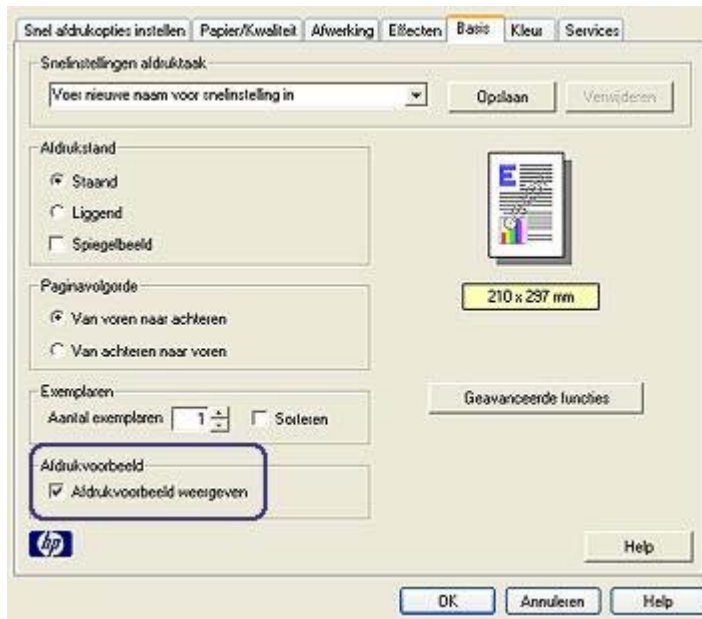 Snel afdrukopties instellen Papier/Kwaliteit Afwerking Effecten Basis Kleur Services
Snelinstellingen afdruktaak
Voer nieuwe naam voor snelinstelling in Opslaan Verwijderen
Afdrukstand
Staand
Liggend
Spiegelbeeld
E
210 x 297 mm
Paginavolgorde
Van voren naar achteren
Van achteren naar voren
Exemplaren
Aantal exemplaren 1 Sorteren
Geavanceerde functies
Afdrukvoorbeeld
Afdrukvoorbeeld weergeven
hp
Help
OK Annuleren Help